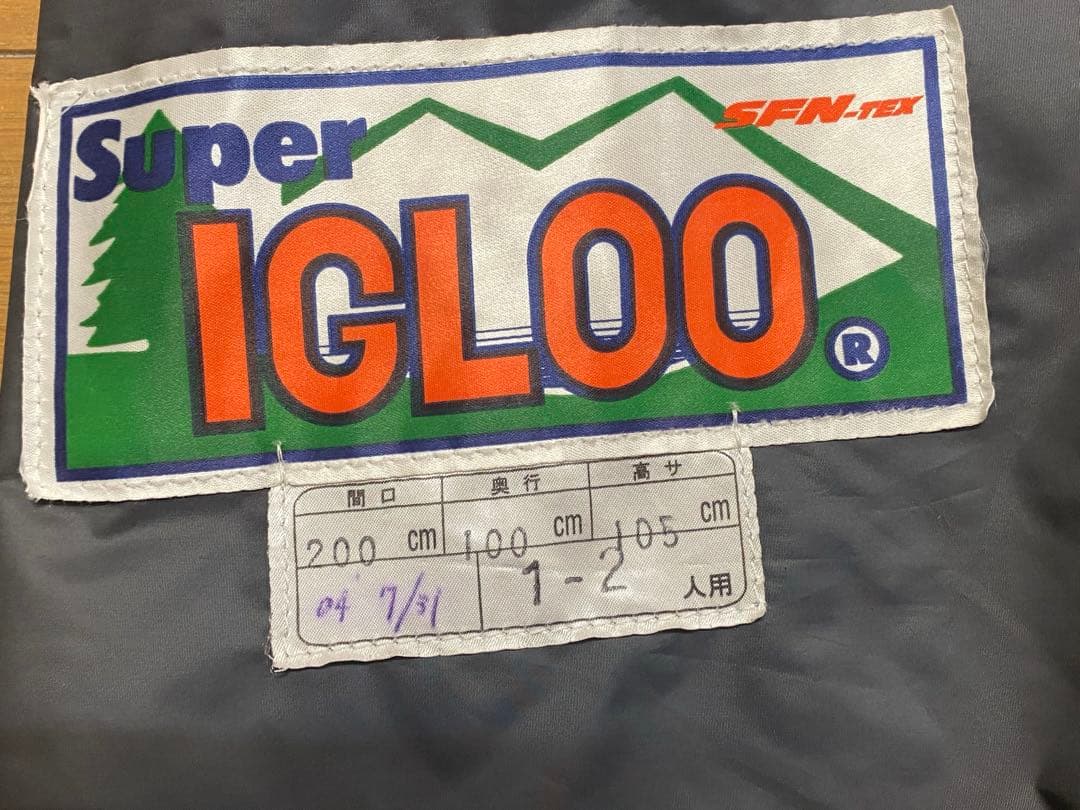 Super
SFN-TEX
IGLOO ®
間口 奥行 高サ
200 cm 100 cm 105 cm
04' 7/31 1-2 人用